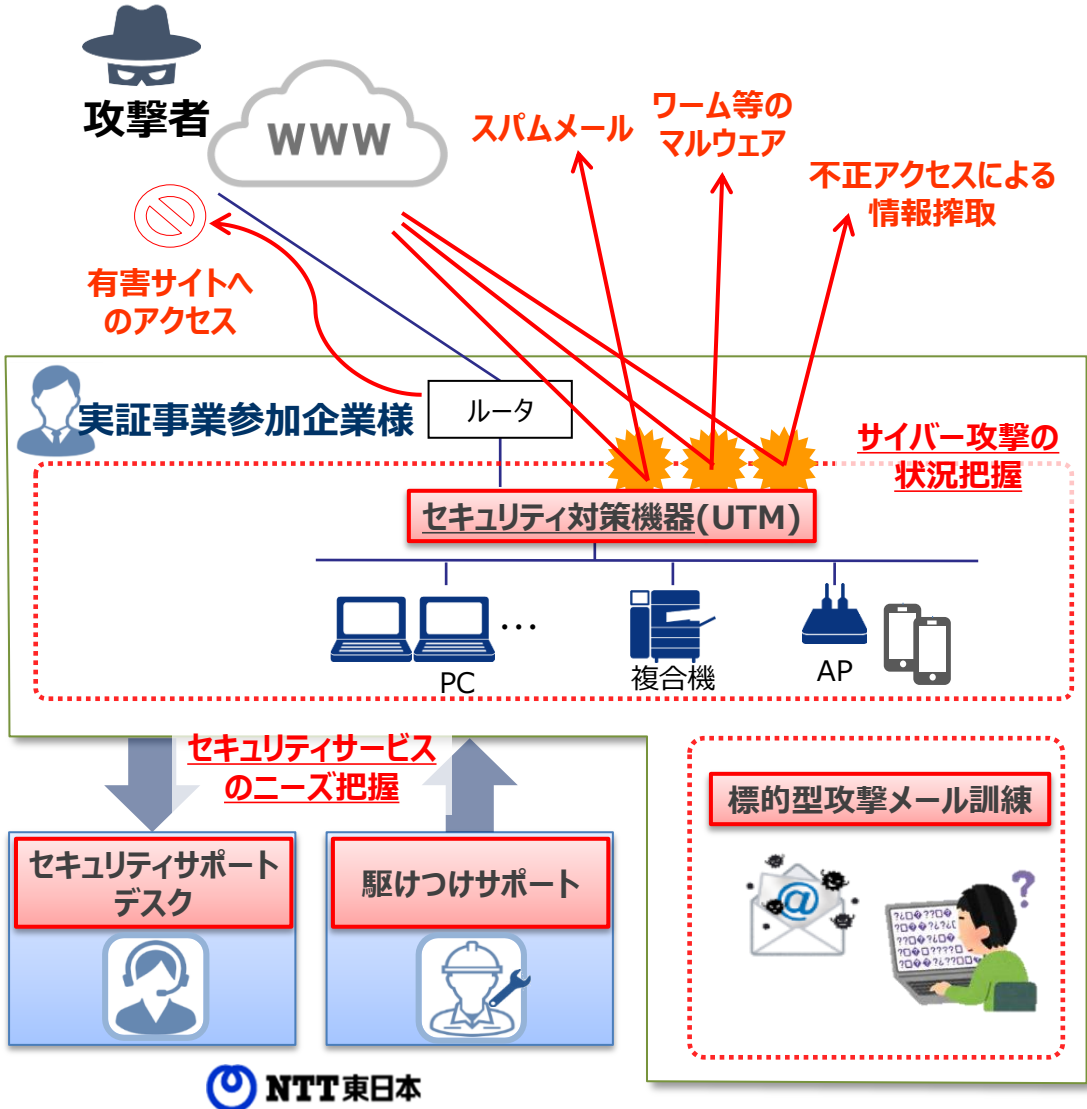 攻撃者
WWW
スパムメール
ワーム等の
マルウェア
不正アクセスによる
情報搾取
有害サイトへ
のアクセス
実証事業参加企業様
ルータ
サイバー攻撃の
状況把握
セキュリティ対策機器(UTM)
PC
…
複合機
AP
セキュリティサービス
のニーズ把握
セキュリティサポート
デスク
駆けつけサポート
標的型攻撃メール訓練
@
?
NTT東日本